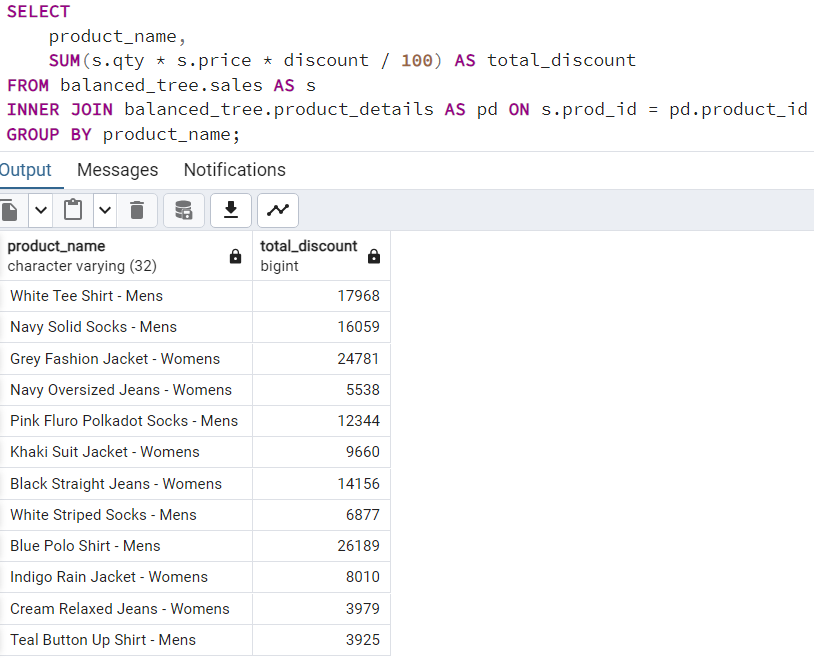 SELECT
product_name,
SUM(s.qty * s.price * discount / 100) AS total_discount
FROM balanced_tree.sales AS s
INNER JOIN balanced_tree.product_details AS pd ON s.prod_id = pd.product_id
GROUP BY product_name;
Output Messages Notifications
product_name total_discount
character varying (32) bigint
White Tee Shirt - Mens 17968
Navy Solid Socks - Mens 16059
Grey Fashion Jacket - Womens 24781
Navy Oversized Jeans - Womens 5538
Pink Fluro Polkadot Socks - Mens 12344
Khaki Suit Jacket - Womens 9660
Black Straight Jeans - Womens 14156
White Striped Socks - Mens 6877
Blue Polo Shirt - Mens 26189
Indigo Rain Jacket - Womens 8010
Cream Relaxed Jeans - Womens 3979
Teal Button Up Shirt - Mens 3925